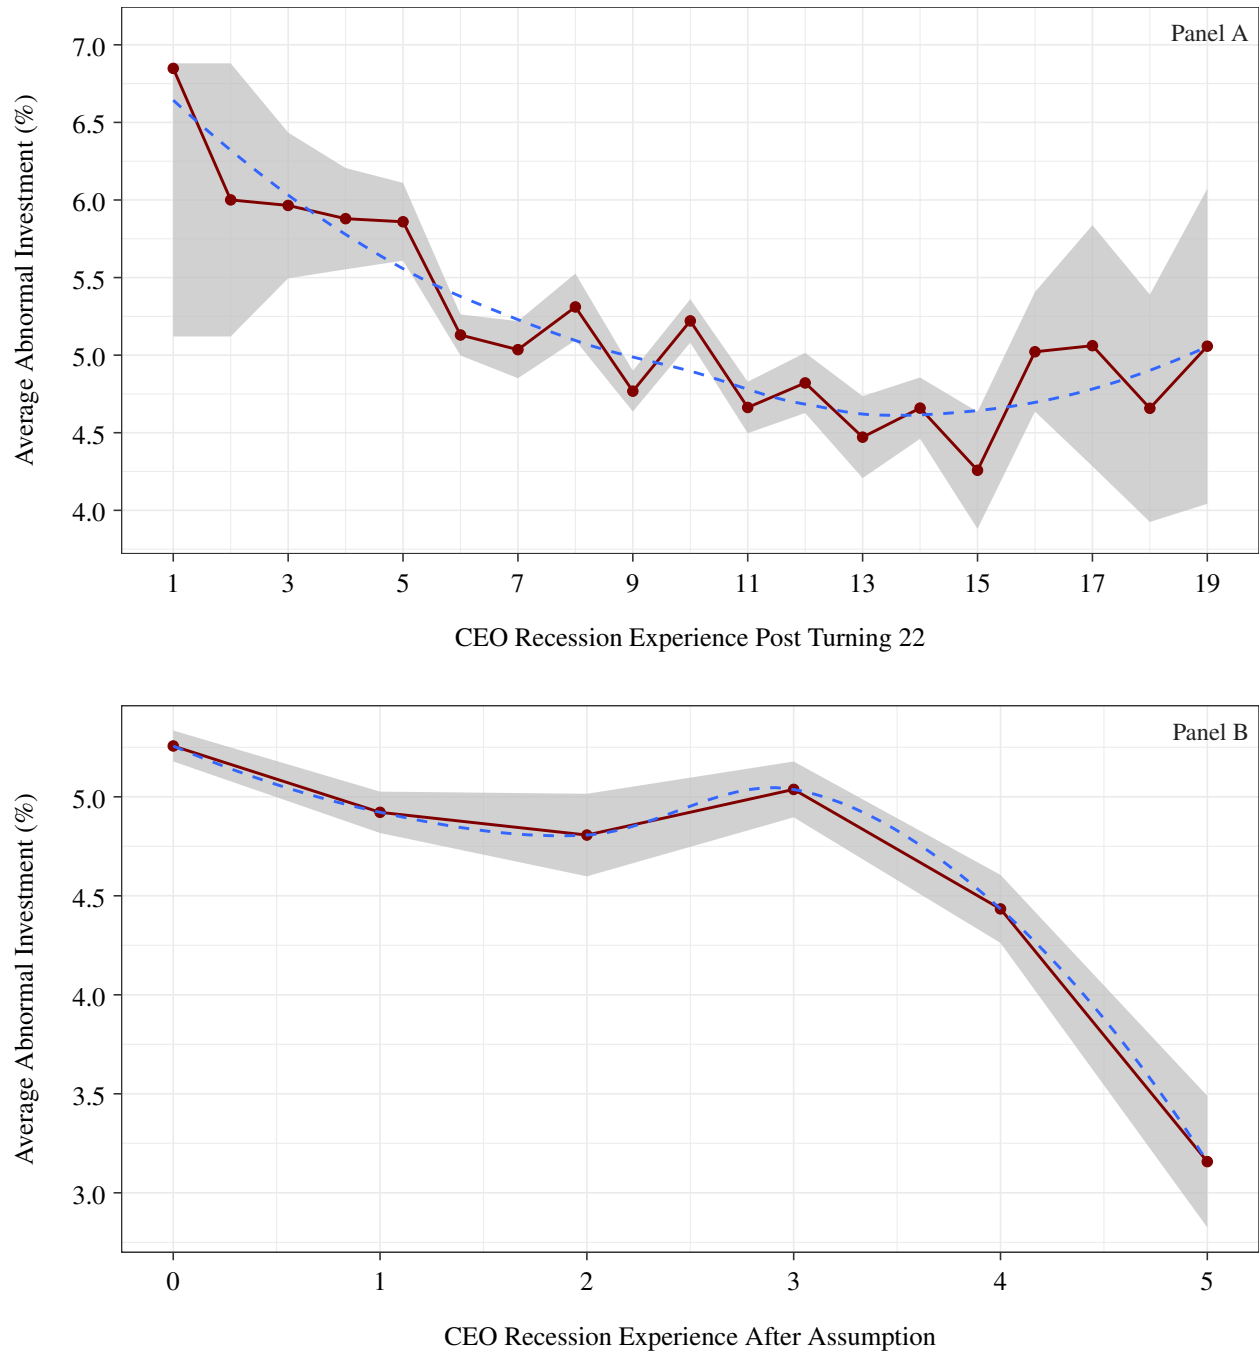 Panel A
Average Abnormal Investment (%)
7.0
6.5
6.0
5.5
5.0
4.5
4.0
1 3 5 7 9 11 13 15 17 19
CEO Recession Experience Post Turning 22
Panel B
Average Abnormal Investment (%)
5.0
4.5
4.0
3.5
3.0
0 1 2 3 4 5
CEO Recession Experience After Assumption